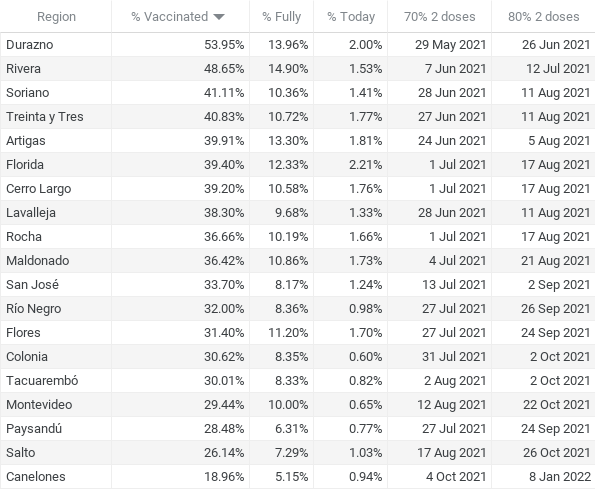 Region % Vaccinated % Fully % Today 70% 2 doses 80% 2 doses
Durazno 53.95% 13.96% 2.00% 29 May 2021 26 Jun 2021
Rivera 48.65% 14.90% 1.53% 7 Jun 2021 12 Jul 2021
Soriano 41.11% 10.36% 1.41% 28 Jun 2021 11 Aug 2021
Treinta y Tres 40.83% 10.72% 1.77% 27 Jun 2021 11 Aug 2021
Artigas 39.91% 13.30% 1.81% 24 Jun 2021 5 Aug 2021
Florida 39.40% 12.33% 2.21% 1 Jul 2021 17 Aug 2021
Cerro Largo 39.20% 10.58% 1.76% 1 Jul 2021 17 Aug 2021
Lavalleja 38.30% 9.68% 1.33% 28 Jun 2021 11 Aug 2021
Rocha 36.66% 10.19% 1.66% 1 Jul 2021 17 Aug 2021
Maldonado 36.42% 10.86% 1.73% 4 Jul 2021 21 Aug 2021
San José 33.70% 8.17% 1.24% 13 Jul 2021 2 Sep 2021
Río Negro 32.00% 8.36% 0.98% 27 Jul 2021 26 Sep 2021
Flores 31.40% 11.20% 1.70% 27 Jul 2021 24 Sep 2021
Colonia 30.62% 8.35% 0.60% 31 Jul 2021 2 Oct 2021
Tacuarembó 30.01% 8.33% 0.82% 2 Aug 2021 2 Oct 2021
Montevideo 29.44% 10.00% 0.65% 12 Aug 2021 22 Oct 2021
Paysandú 28.48% 6.31% 0.77% 27 Jul 2021 24 Sep 2021
Salto 26.14% 7.29% 1.03% 17 Aug 2021 26 Oct 2021
Canelones 18.96% 5.15% 0.94% 4 Oct 2021 8 Jan 2022